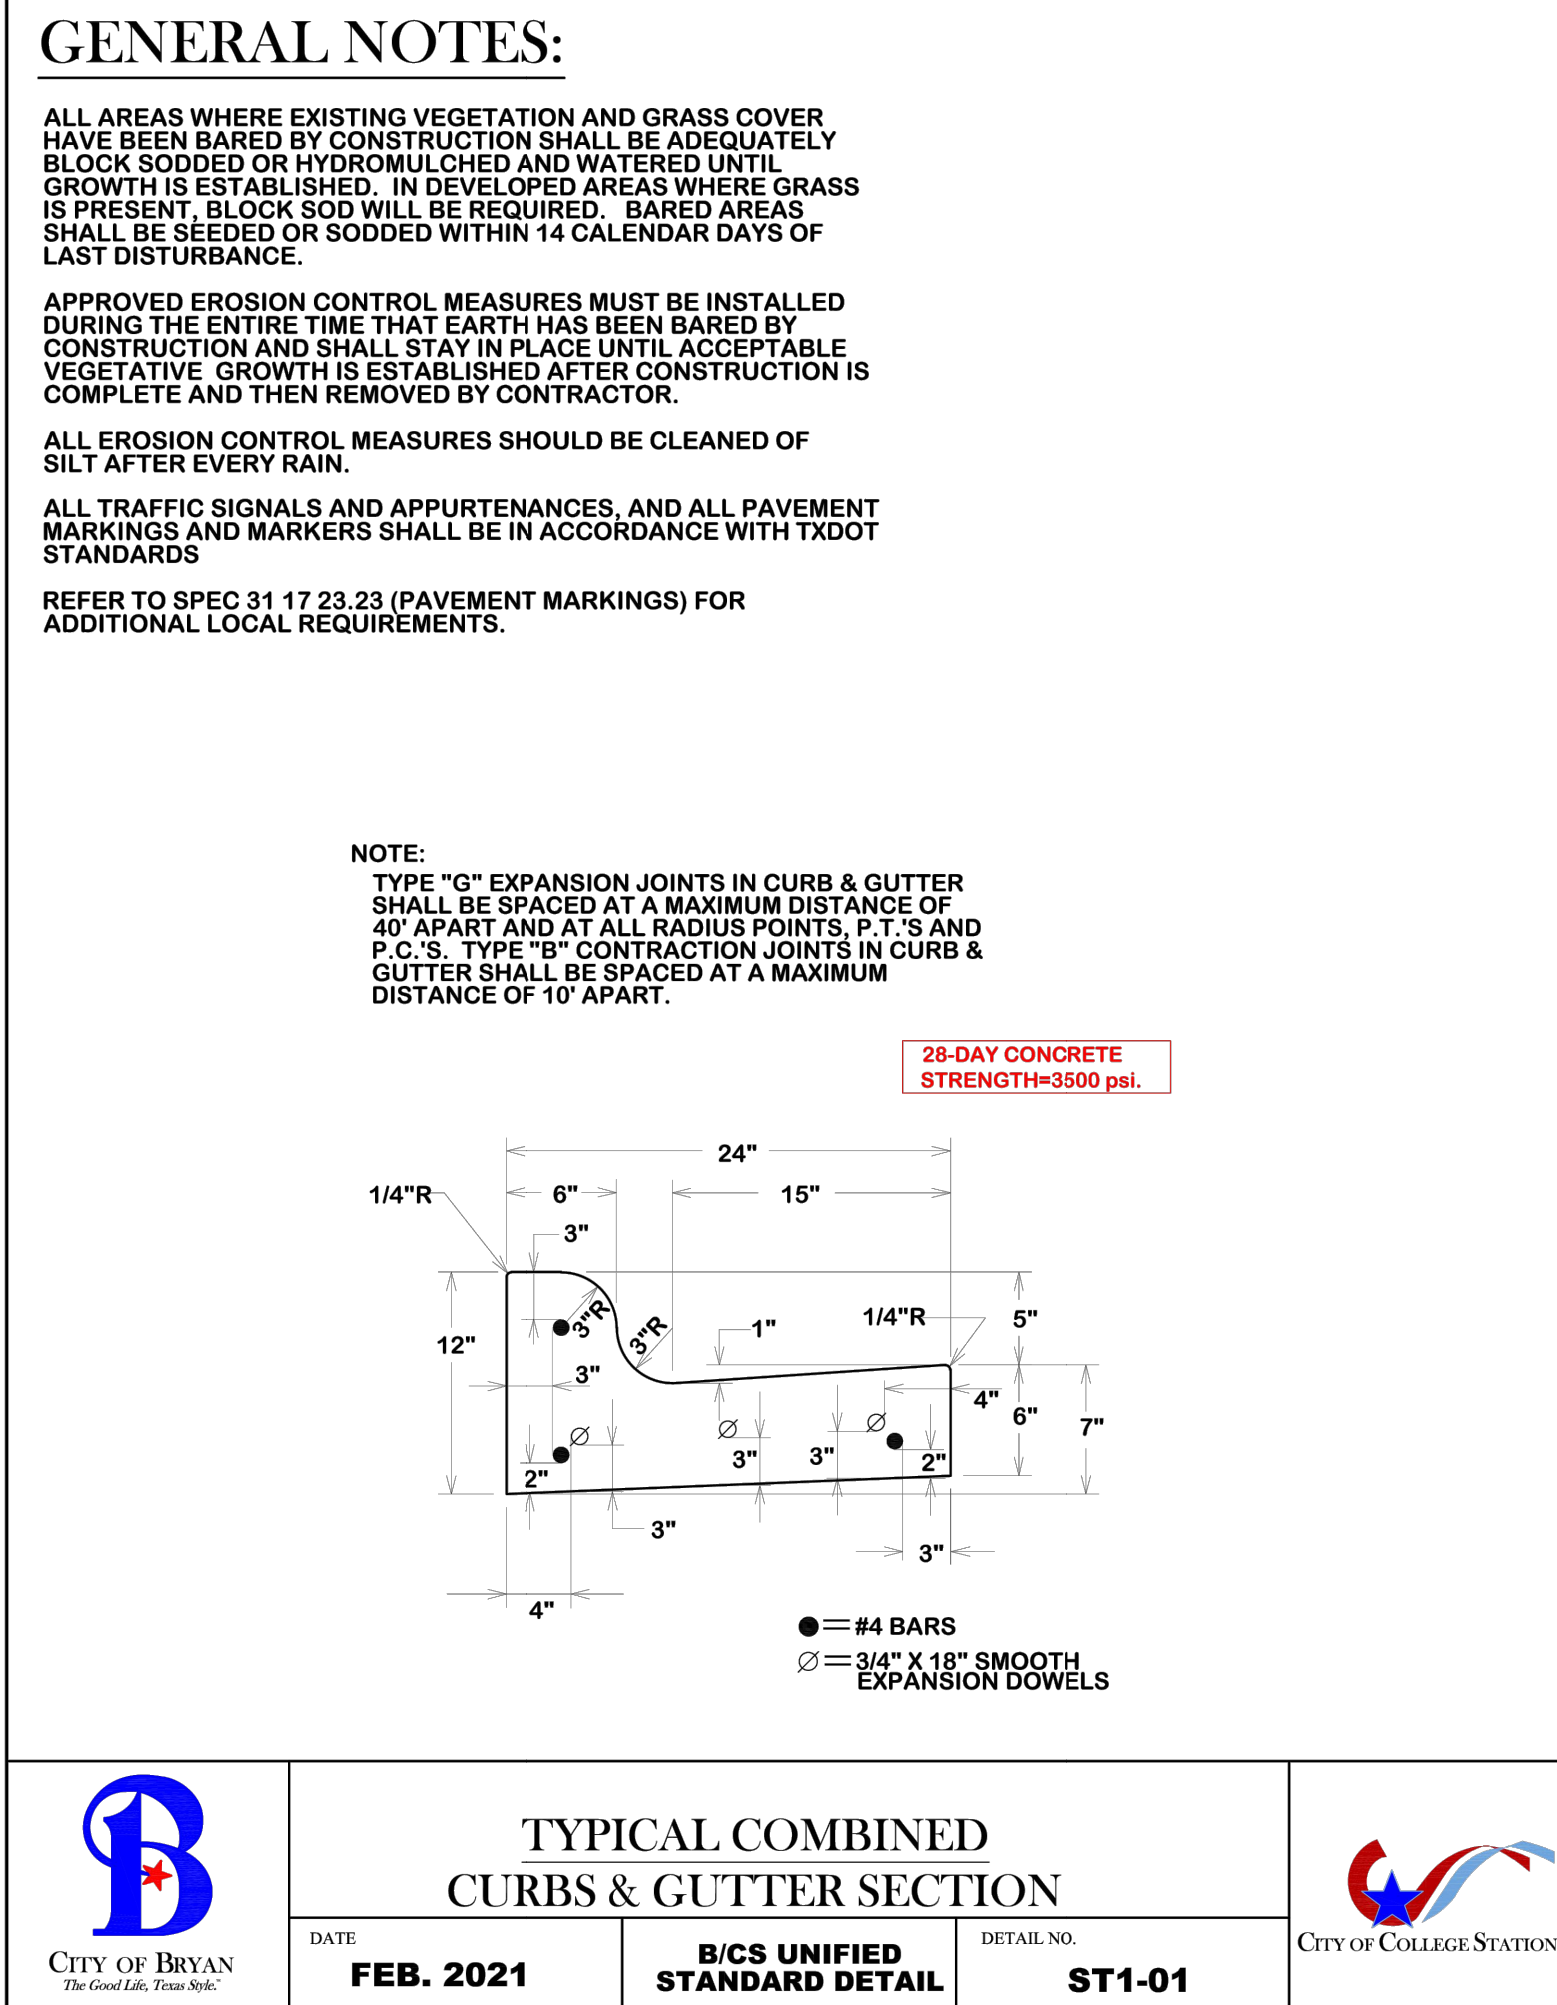 GENERAL NOTES:
ALL AREAS WHERE EXISTING VEGETATION AND GRASS COVER
HAVE BEEN BARED BY CONSTRUCTION SHALL BE ADEQUATELY
BLOCK SODDED OR HYDROMULCHED AND WATERED UNTIL
GROWTH IS ESTABLISHED. IN DEVELOPED AREAS WHERE GRASS
IS PRESENT, BLOCK SOD WILL BE REQUIRED. BARED AREAS
SHALL BE SEEDED OR SODDED WITHIN 14 CALENDAR DAYS OF
LAST DISTURBANCE.
APPROVED EROSION CONTROL MEASURES MUST BE INSTALLED
DURING THE ENTIRE TIME THAT EARTH HAS BEEN BARED BY
CONSTRUCTION AND SHALL STAY IN PLACE UNTIL ACCEPTABLE
VEGETATIVE GROWTH IS ESTABLISHED AFTER CONSTRUCTION IS
COMPLETE AND THEN REMOVED BY CONTRACTOR.
ALL EROSION CONTROL MEASURES SHOULD BE CLEANED OF
SILT AFTER EVERY RAIN.
ALL TRAFFIC SIGNALS AND APPURTENANCES, AND ALL PAVEMENT
MARKINGS AND MARKERS SHALL BE IN ACCORDANCE WITH TXDOT
STANDARDS
REFER TO SPEC 31 17 23.23 (PAVEMENT MARKINGS) FOR
ADDITIONAL LOCAL REQUIREMENTS.
NOTE:
TYPE "G" EXPANSION JOINTS IN CURB & GUTTER
SHALL BE SPACED AT A MAXIMUM DISTANCE OF
40' APART AND AT ALL RADIUS POINTS, P.T.'S AND
P.C.'S. TYPE "B" CONTRACTION JOINTS IN CURB &
GUTTER SHALL BE SPACED AT A MAXIMUM
DISTANCE OF 10' APART.
28-DAY CONCRETE
STRENGTH=3500 psi.
24"
1/4"R
6"
15"
3"
3"R
3"R
1"
1/4"R
5"
12"
3"
4"
6"
7"
3"
3"
2"
2"
3"
3"
4"
#4 BARS
3/4" X 18" SMOOTH
EXPANSION DOWELS
CITY OF BRYAN
The Good Life, Texas Style.™
TYPICAL COMBINED
CURBS & GUTTER SECTION
DATE
FEB. 2021
B/CS UNIFIED
STANDARD DETAIL
DETAIL NO.
ST1-01
CITY OF COLLEGE STATION